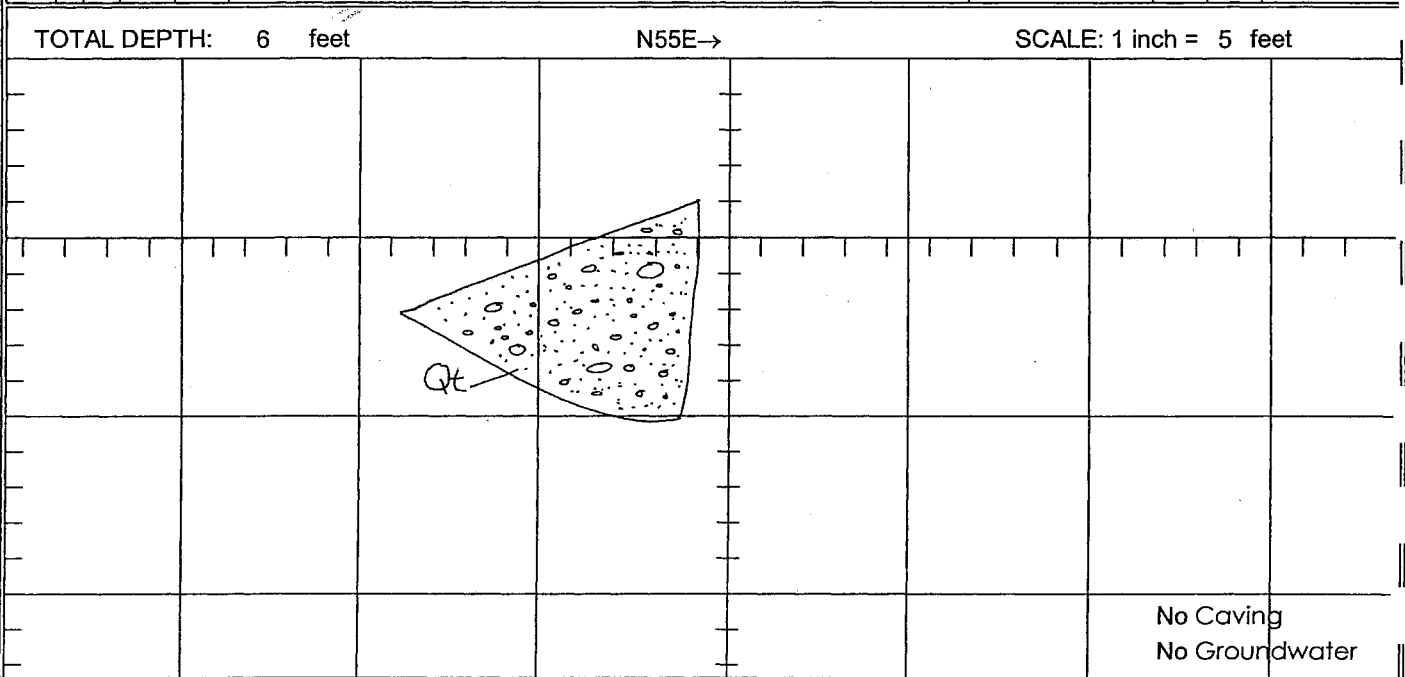 TOTAL DEPTH: 6 feet N55E→ SCALE: 1 inch = 5 feet
Qt
No Caving
No Groundwater